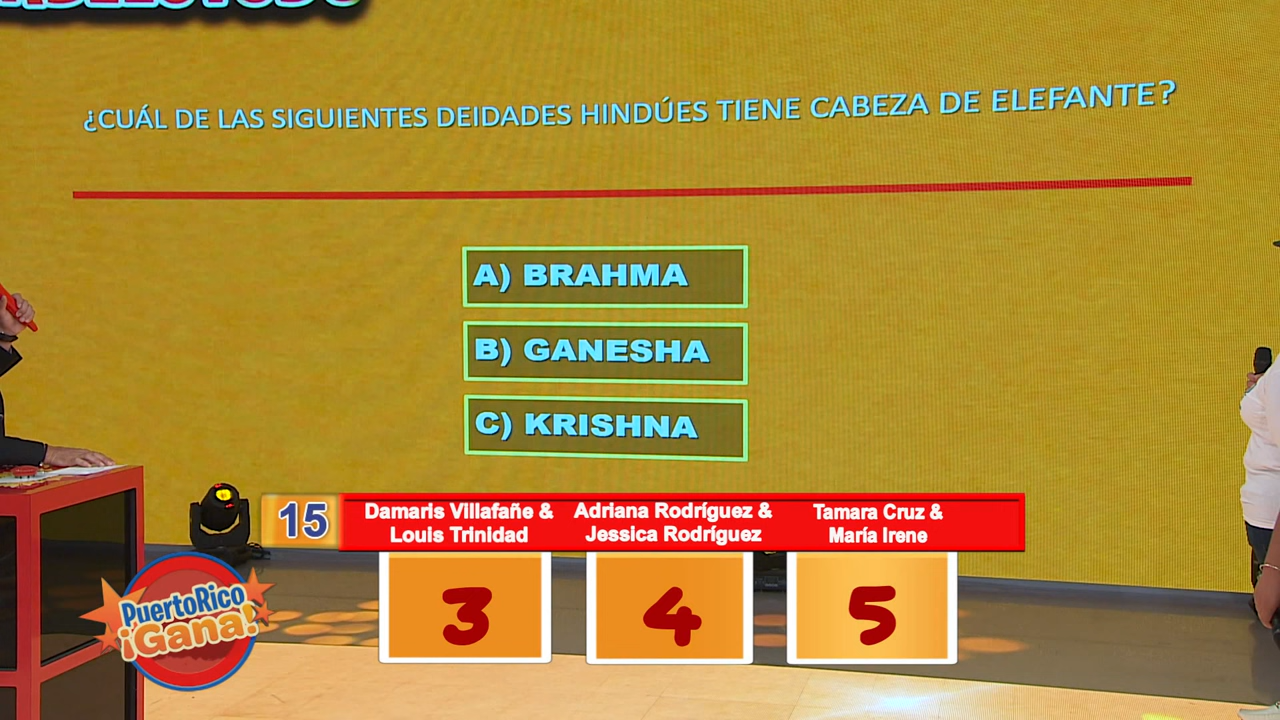 ¿CUÁL DE LAS SIGUIENTES DEIDADES HINDÚES TIENE CABEZA DE ELEFANTE?
A) BRAHMA
B) GANESHA
C) KRISHNA
15
Damaris Villafañe &
Louis Trinidad
Adriana Rodríguez &
Jessica Rodríguez
Tamara Cruz &
María Irene
3
4
5
PuertoRico
¡Gana!